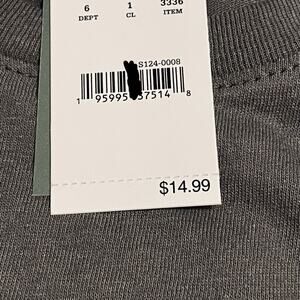 6 1 3336
DEPT CL ITEM
S124-0008
1 95995 37514 8
$14.99